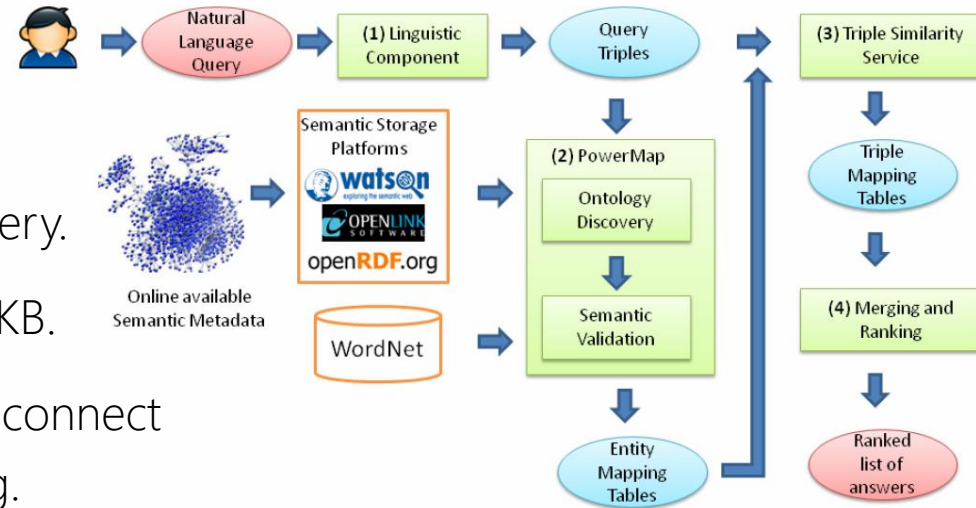 Natural
Language
Query
(1) Linguistic
Component
Query
Triples
(3) Triple Similarity
Service
Semantic Storage
Platforms
watson
exploring the semantic web
OPENLINK
SOFTWARE
openRDF.org
Online available
Semantic Metadata
WordNet
(2) PowerMap
Ontology
Discovery
Semantic
Validation
Entity
Mapping
Tables
Triple
Mapping
Tables
(4) Merging and
Ranking
Ranked
list of
answers
ery.
KB.
connect
g.